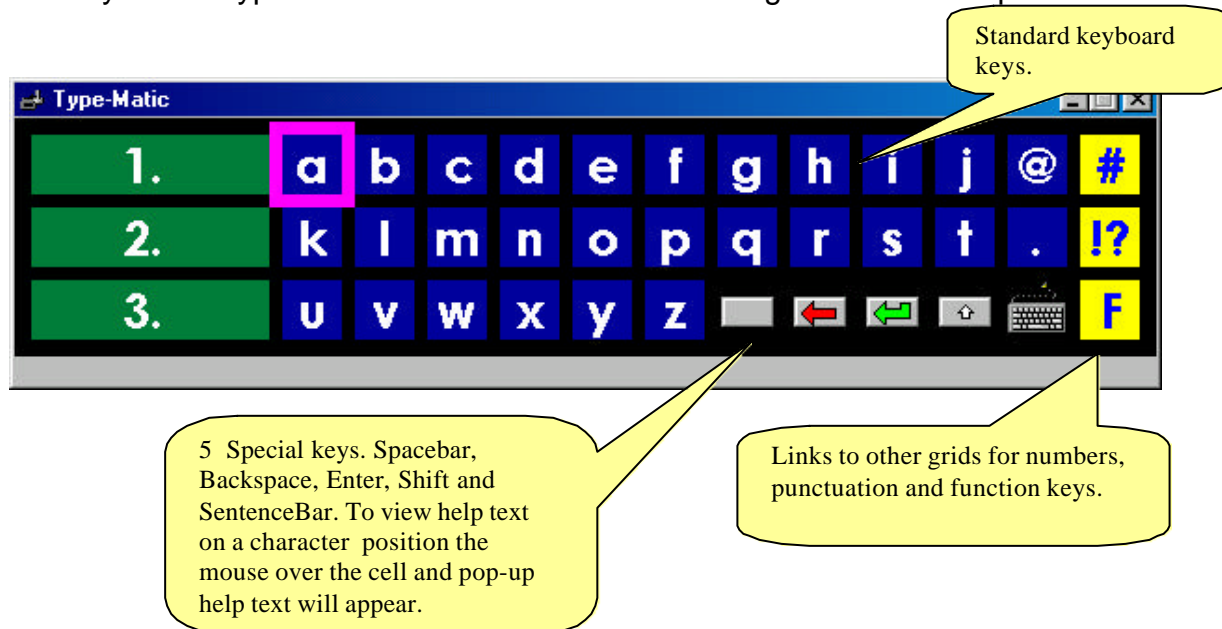 Standard keyboard
keys.
Type-Matic
1. a b c d e f g h i j @ #
2. k l m n o p q r s t . !?
3. u v w x y z F
5 Special keys. Spacebar,
Backspace, Enter, Shift and
SentenceBar. To view help text
on a character position the
mouse over the cell and pop-up
help text will appear.
Links to other grids for numbers,
punctuation and function keys.